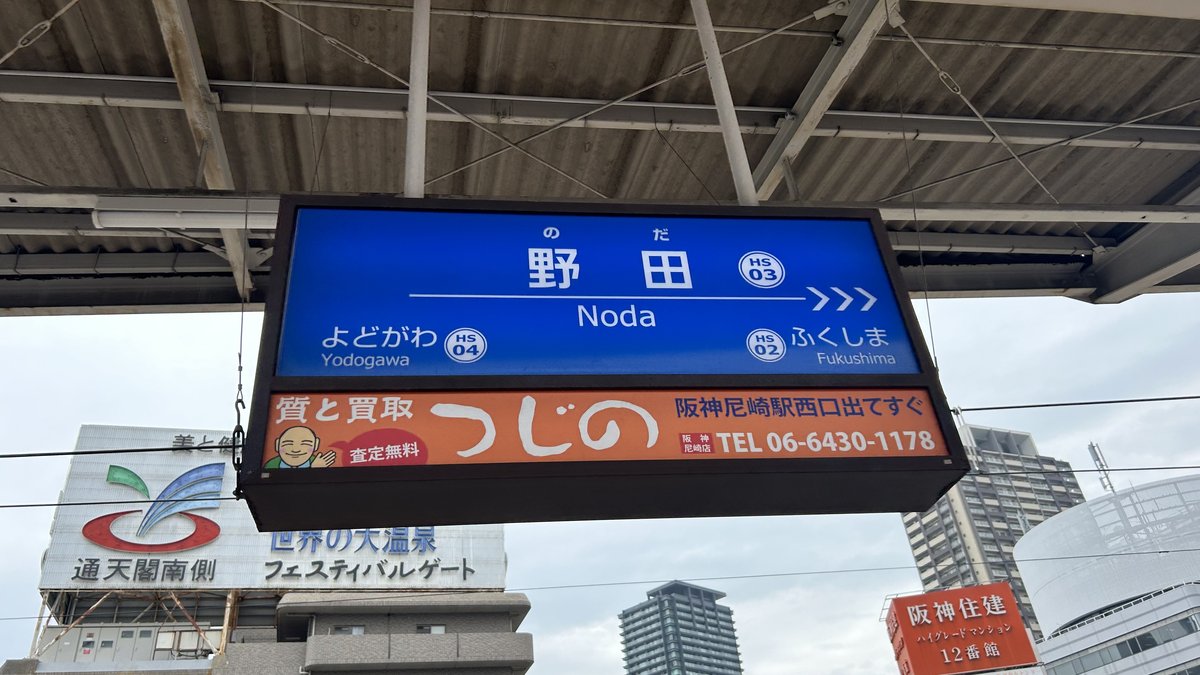 のだ
野田
HS
03
Noda
よどがわ
Yodogawa
HS
04
HS
02
ふくしま
Fukushima
質と買取
査定無料
つじの
阪神尼崎駅西口出てすぐ
阪神
尼崎店
TEL 06-6430-1178
美と健
世界の大温泉
通天閣南側
フェスティバルゲート
阪神住建
ハイグレードマンション
12番館